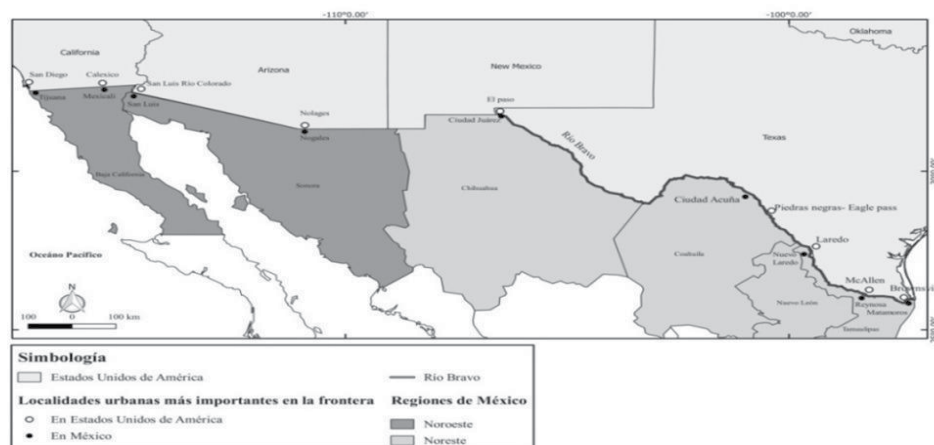 -110°0.00' -100°0.00'
Oklahoma
California
Arizona
New Mexico
San Diego Calexico San Luis Rio Colorado
Tijuana Mexicali San Luis
El paso
Ciudad Juárez
Nolages
Nogales
Texas
Río Bravo
Baja California
Sonora
Chihuahua
Ciudad Acuña
Piedras negras- Eagle pass
Coahuila
Laredo
Nuevo
Laredo
Océano Pacífico
McAllen
Reynosa
Matamoros
Nuevo León
Tamaulipas
N
100 0 100 km
Simbología
Estados Unidos de América
Río Bravo
Localidades urbanas más importantes en la frontera
En Estados Unidos de América
En México
Regiones de México
Noroeste
Noreste